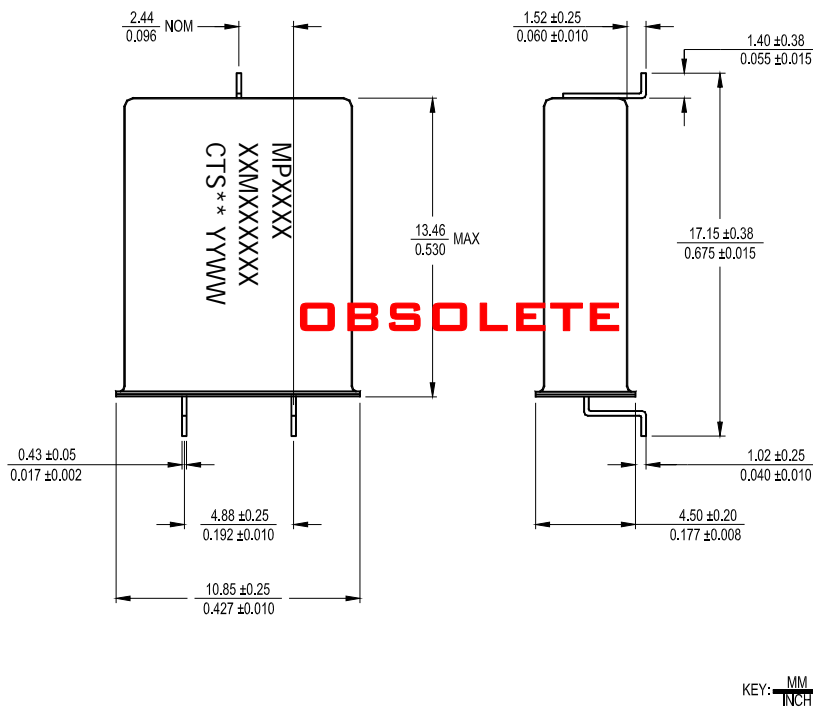 2.44
0.096
NOM
1.52 ±0.25
0.060 ±0.010
1.40 ±0.38
0.055 ±0.015
MPXXXX
XXMXXXXXX
CTS** YYWW
13.46
0.530
MAX
17.15 ±0.38
0.675 ±0.015
OBSOLETE
0.43 ±0.05
0.017 ±0.002
1.02 ±0.25
0.040 ±0.010
4.88 ±0.25
0.192 ±0.010
4.50 ±0.20
0.177 ±0.008
10.85 ±0.25
0.427 ±0.010
KEY: MM
INCH